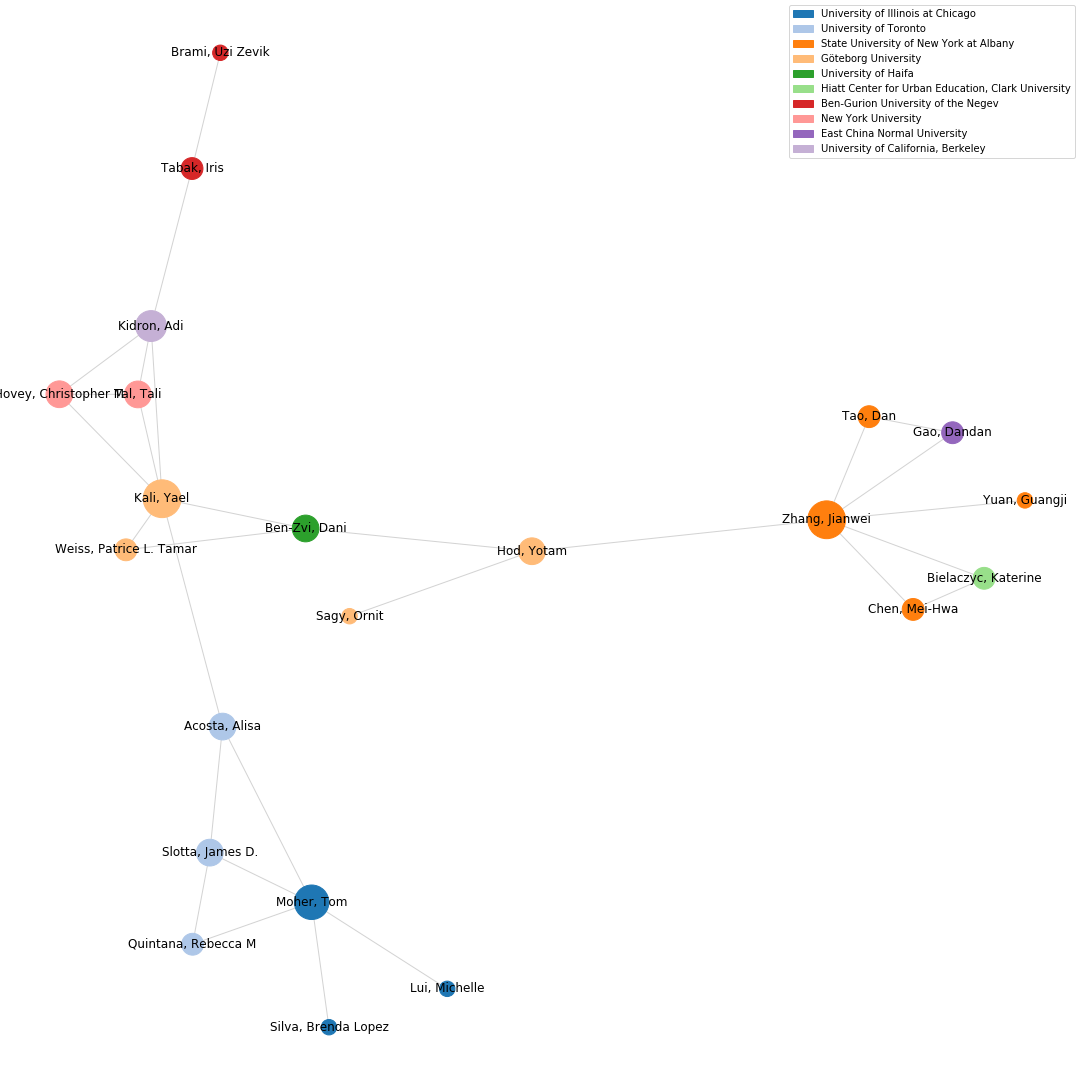 University of Illinois at Chicago
University of Toronto
State University of New York at Albany
Göteborg University
University of Haifa
Hiatt Center for Urban Education, Clark University
Ben-Gurion University of the Negev
New York University
East China Normal University
University of California, Berkeley
Brami, Uzi Zevik
Tabak, Iris
Kidron, Adi
Hovey, Christopher
Tal, Tali
Tao, Dan
Gao, Dandan
Kali, Yael
Yuan, Guangji
Zhang, Jianwei
Ben-Zvi, Dani
Weiss, Patrice L. Tamar
Hod, Yotam
Bielaczyc, Katerine
Chen, Mei-Hwa
Sagy, Ornit
Acosta, Alisa
Slotta, James D.
Moher, Tom
Quintana, Rebecca M
Lui, Michelle
Silva, Brenda Lopez